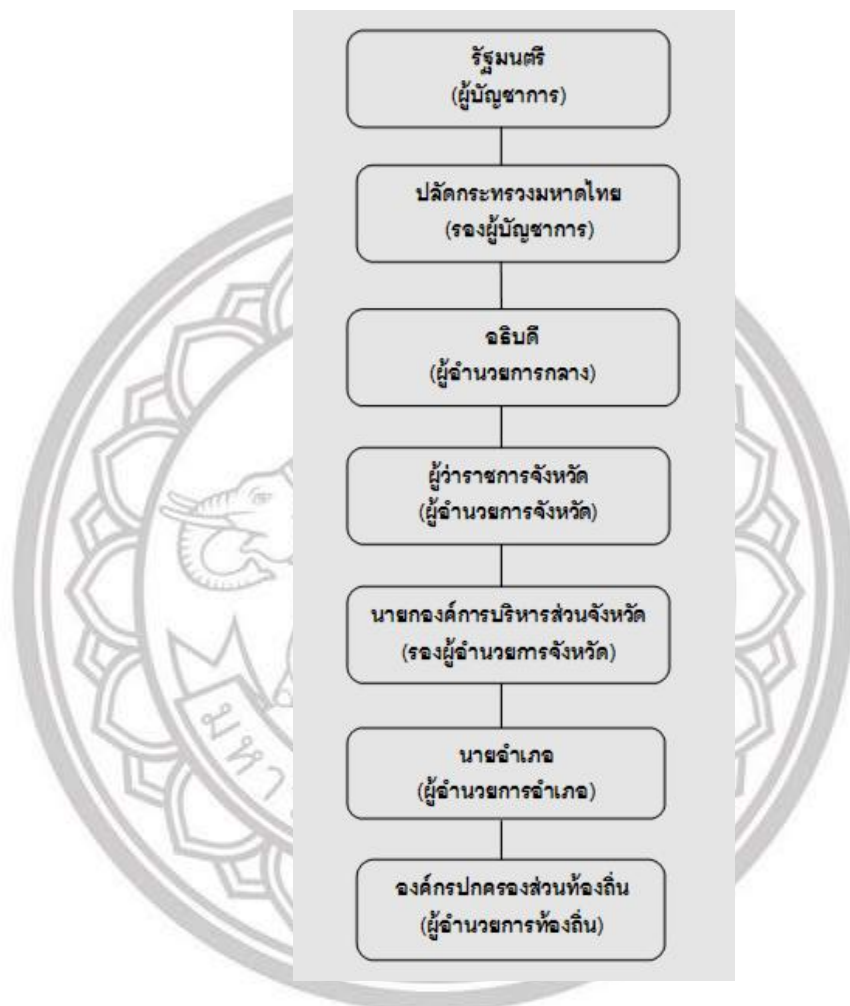 รัฐมนตรี
(ผู้บัญชาการ)
ปลัดกระทรวงมหาดไทย
(รองผู้บัญชาการ)
อธิบดี
(ผู้อำนวยการกลาง)
ผู้ว่าราชการจังหวัด
(ผู้อำนวยการจังหวัด)
นายกองค์การบริหารส่วนจังหวัด
(รองผู้อำนวยการจังหวัด)
นายอำเภอ
(ผู้อำนวยการอำเภอ)
องค์กรปกครองส่วนท้องถิ่น
(ผู้อำนวยการท้องถิ่น)
มหา